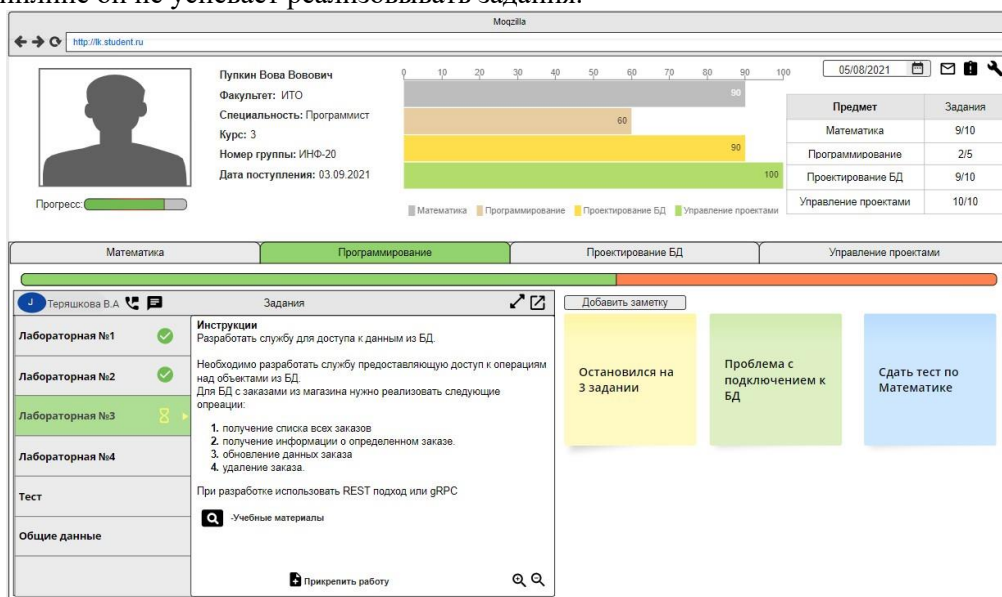 он не успевает реализовывать задания.
Moqzilla
http://lk.student.ru
Пупкин Вова Вовович
Факультет: ИТО
Специальность: Программист
Курс: 3
Номер группы: ИНФ-20
Дата поступления: 03.09.2021
Прогресс:
0 10 20 30 40 50 60 70 80 90 100
90
60
90
100
Математика Программирование Проектирование БД Управление проектами
05/08/2021
Предмет Задания
Математика 9/10
Программирование 2/5
Проектирование БД 9/10
Управление проектами 10/10
Математика Программирование Проектирование БД Управление проектами
J Теряшкова В.А Задания
Лабораторная №1
Лабораторная №2
Лабораторная №3
Лабораторная №4
Тест
Общие данные
Инструкции
Разработать службу для доступа к данным из БД.
Необходимо разработать службу предоставляющую доступ к операциям
над объектами из БД.
Для БД с заказами из магазина нужно реализовать следующие
опреации:
1. получение списка всех заказов
2. получение информации о определенном заказе.
3. обновление данных заказа
4. удаление заказа.
При разработке использовать REST подход или gRPC
-Учебные материалы
Прикрепить работу
Добавить заметку
Остановился на
3 задании
Проблема с
подключением к
БД
Сдать тест по
Математике